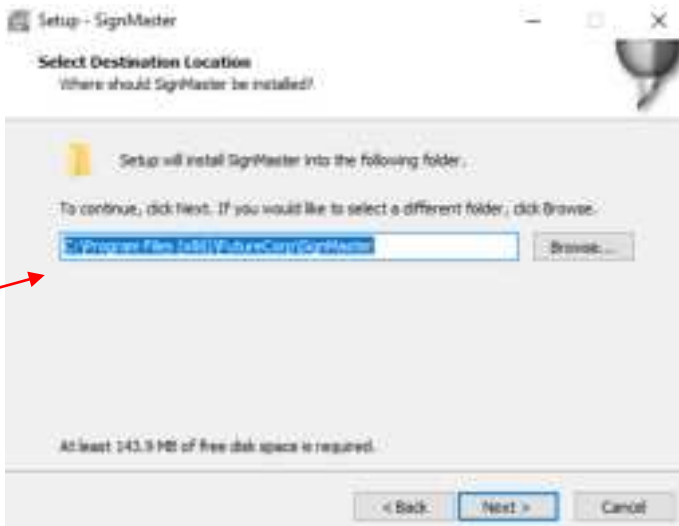 Setup - SignMaster
Select Destination Location
Where should SignMaster be installed?
Setup will install SignMaster into the following folder.
To continue, click Next. If you would like to select a different folder, click Browse.
C:\Program Files (x86)\FutureCorp\SignMaster
Browse...
At least 143.9 MB of free disk space is required.
< Back
Next >
Cancel